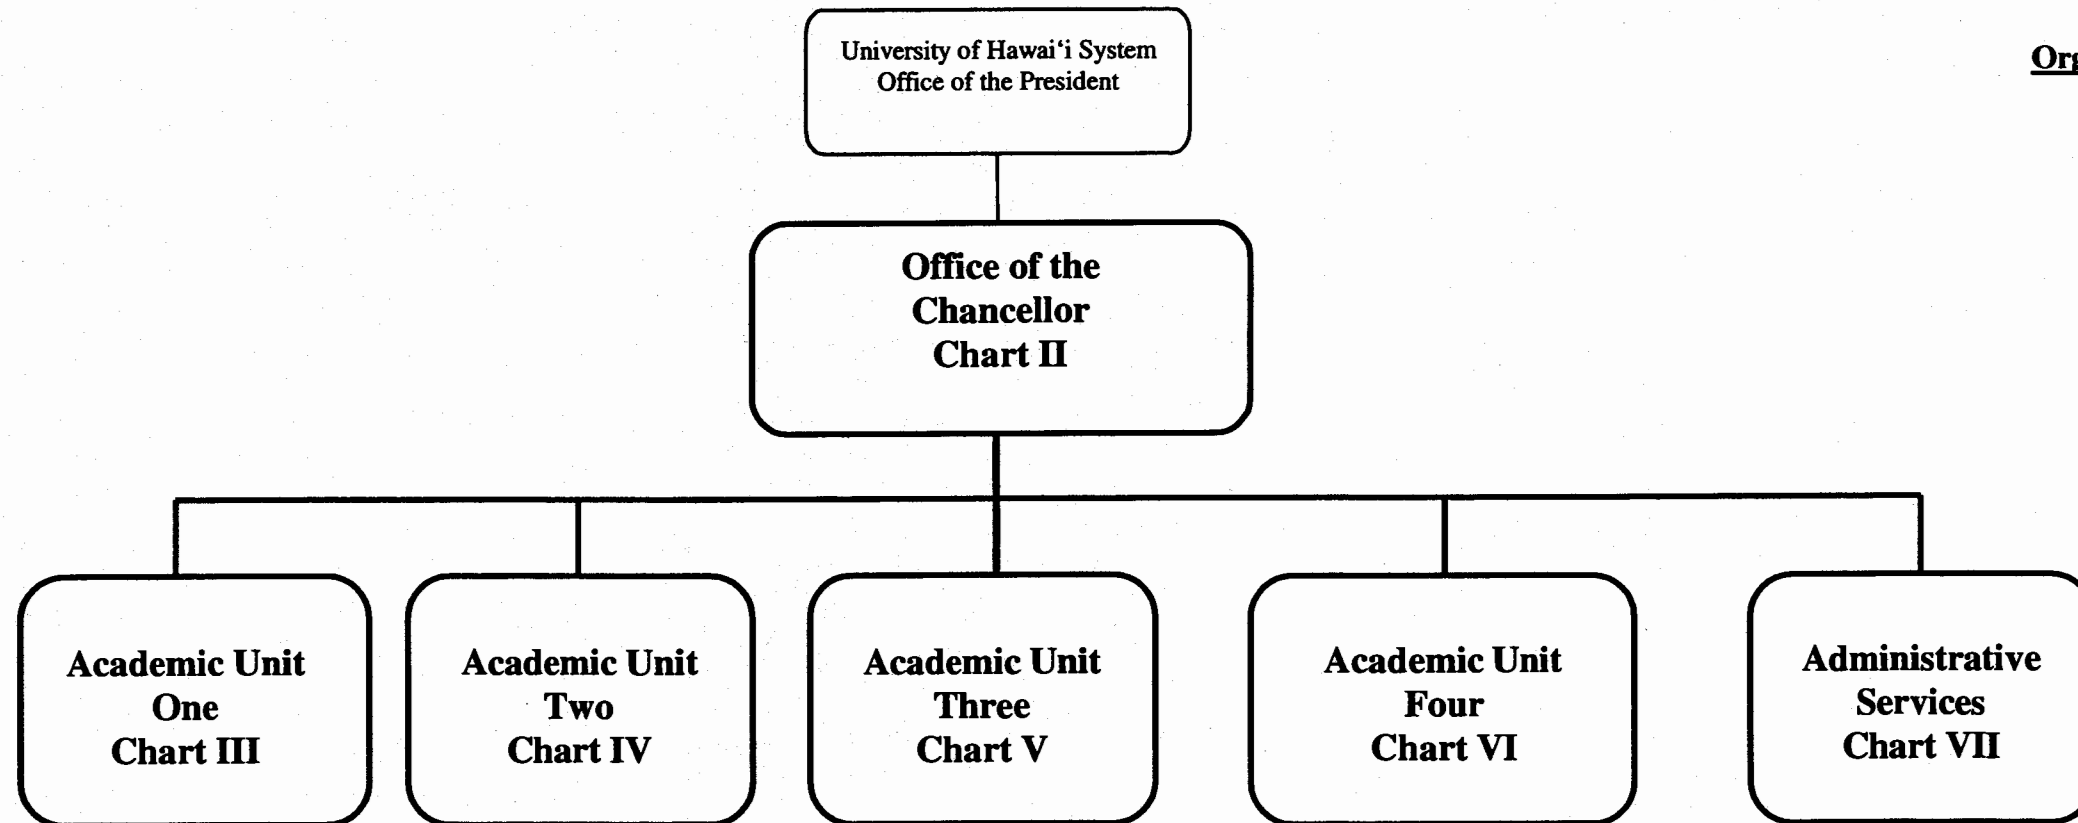 University of Hawai‘i System
Office of the President
Office of the
Chancellor
Chart II
Academic Unit
One
Chart III
Academic Unit
Two
Chart IV
Academic Unit
Three
Chart V
Academic Unit
Four
Chart VI
Administrative
Services
Chart VII